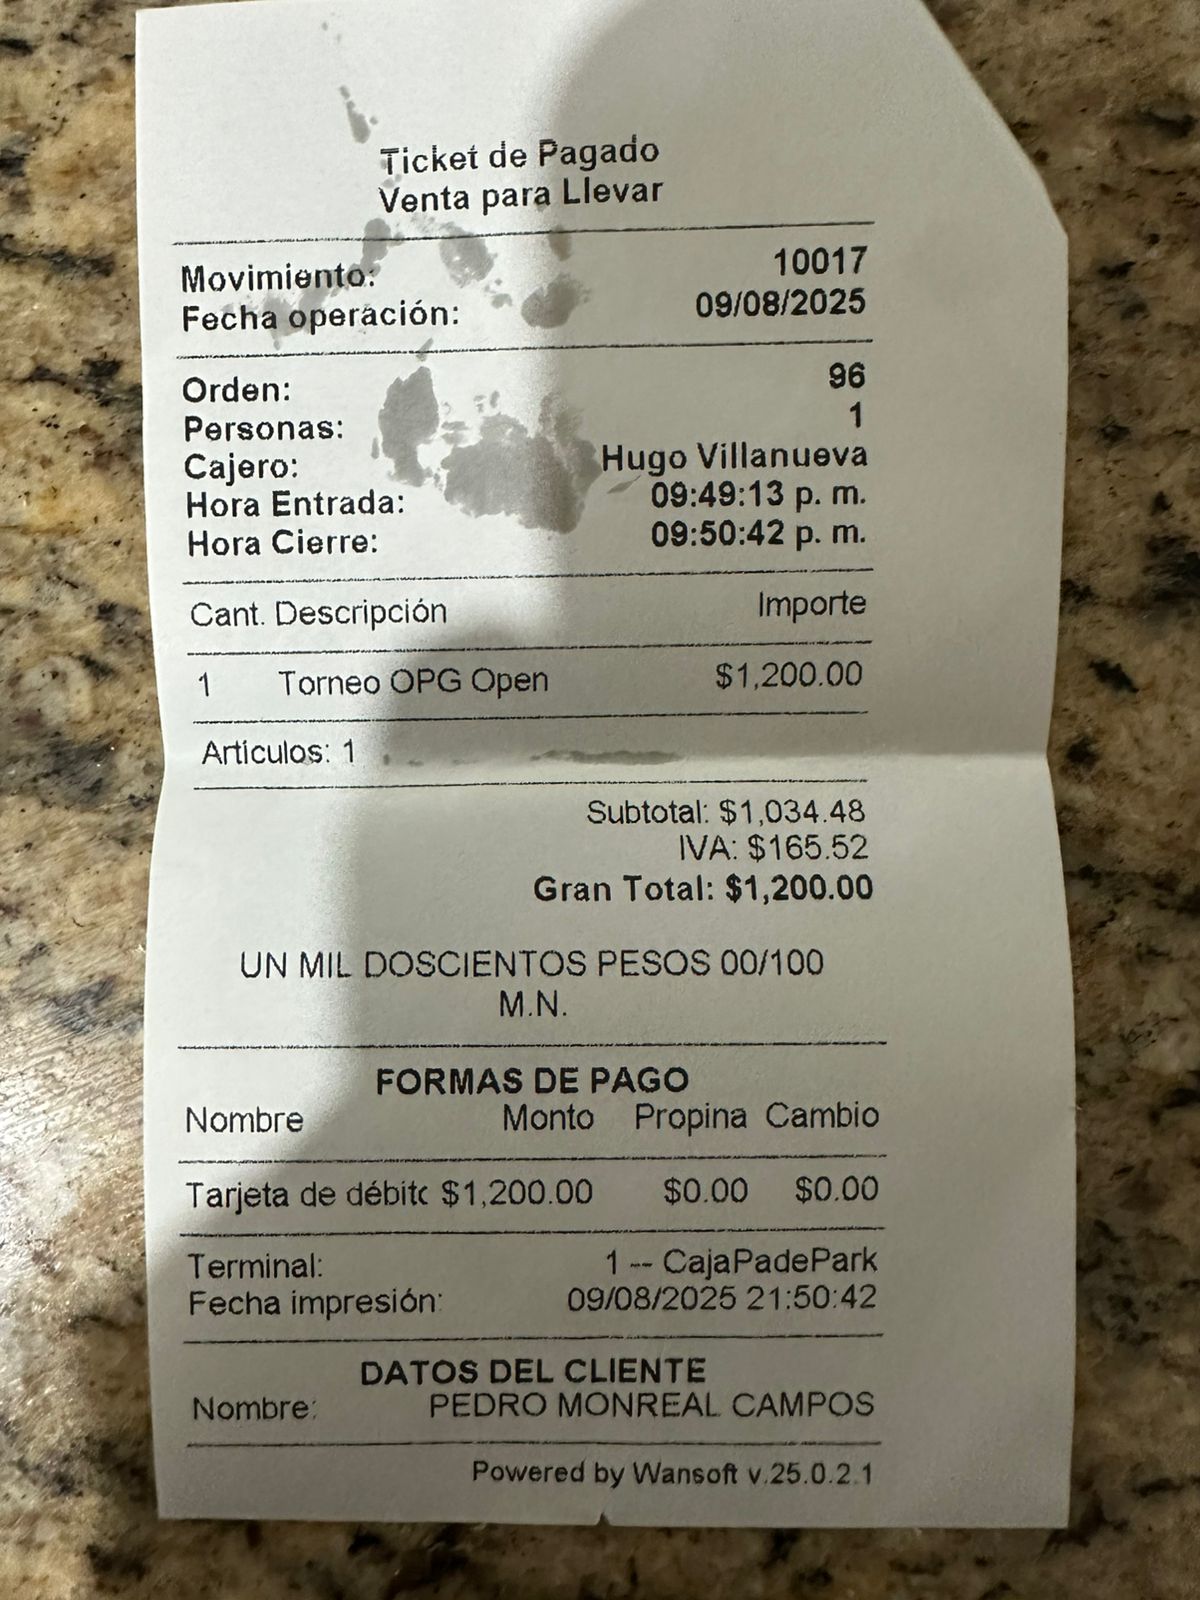 Ticket de Pagado
Venta para Llevar
Movimiento: 10017
Fecha operación: 09/08/2025
Orden: 96
Personas: 1
Cajero: Hugo Villanueva
Hora Entrada: 09:49:13 p. m.
Hora Cierre: 09:50:42 p. m.
Cant. Descripción Importe
1 Torneo OPG Open $1,200.00
Artículos: 1
Subtotal: $1,034.48
IVA: $165.52
Gran Total: $1,200.00
UN MIL DOSCIENTOS PESOS 00/100
M.N.
FORMAS DE PAGO
Nombre Monto Propina Cambio
Tarjeta de débito $1,200.00 $0.00 $0.00
Terminal: 1 -- CajaPadePark
Fecha impresión: 09/08/2025 21:50:42
DATOS DEL CLIENTE
Nombre: PEDRO MONREAL CAMPOS
Powered by Wansoft v.25.0.2.1